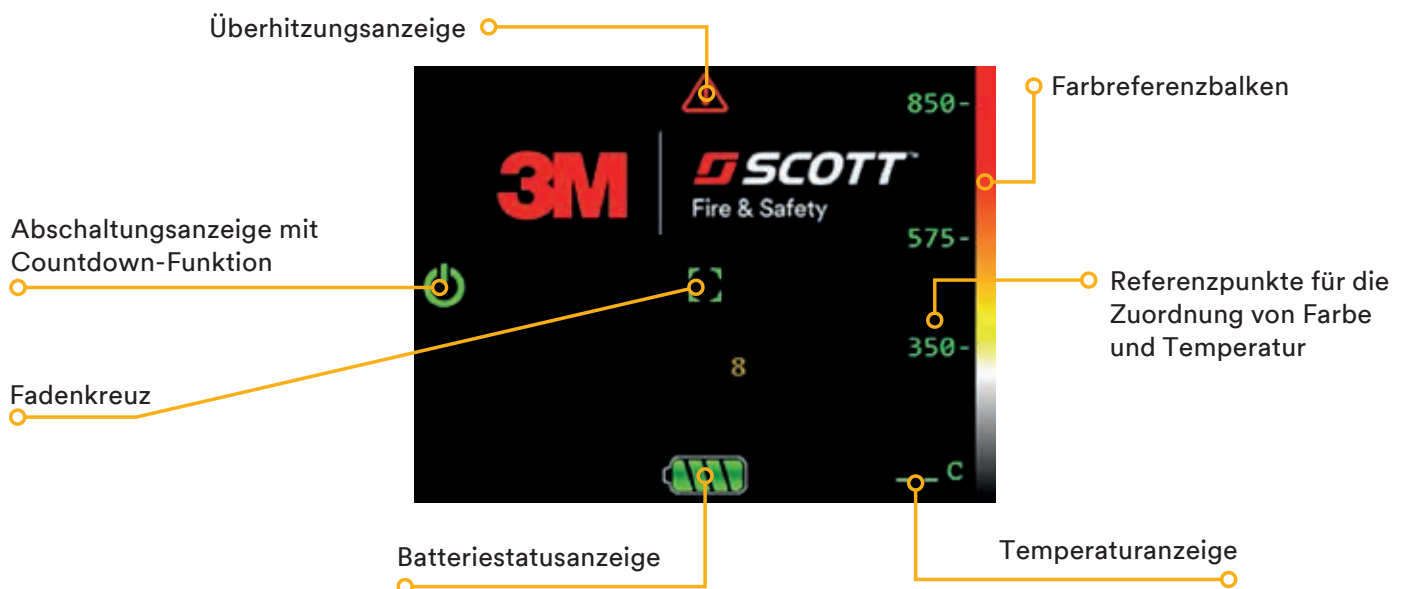 Überhitzungsanzeige
850-
Farbreferenzbalken
3M
SCOTT™
Fire & Safety
Abschaltungsanzeige mit
Countdown-Funktion
575-
Referenzpunkte für die
Zuordnung von Farbe
und Temperatur
350-
8
Fadenkreuz
C
Batteriestatusanzeige
Temperaturanzeige